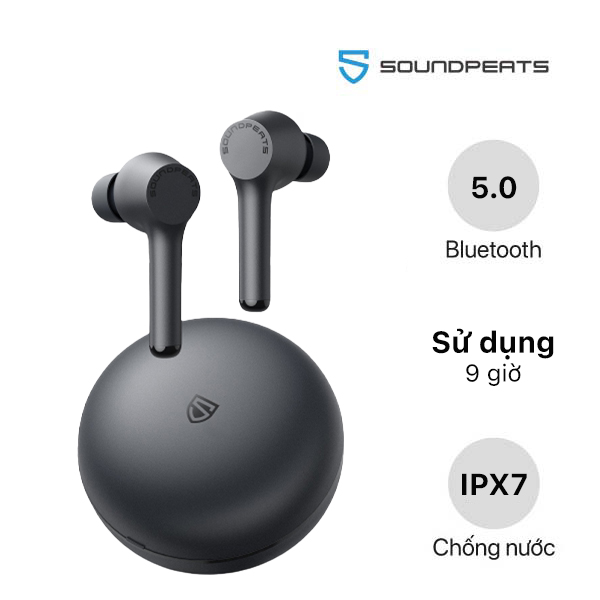 SOUNDPEATS
SOUNDPEATS
SOUNDPEATS
5.0
Bluetooth
Sử dụng
9 giờ
IPX7
Chống nước